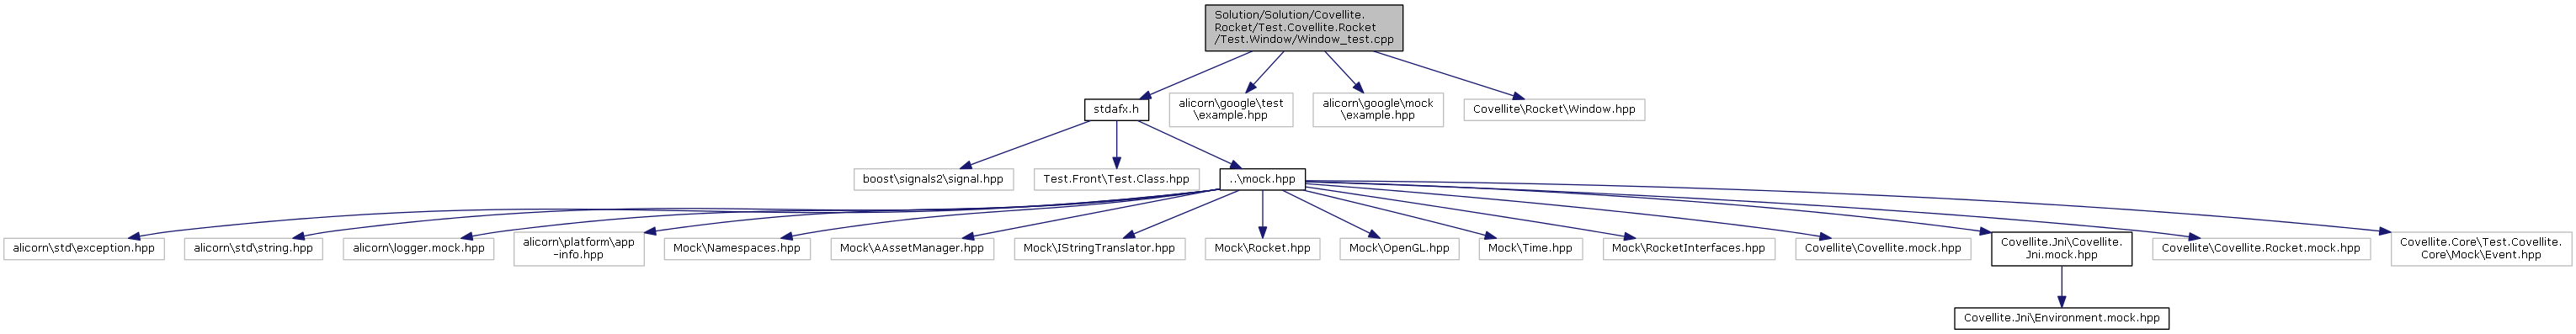 Solution/Solution/Covellite.
Rocket/Test.Covellite.Rocket
/Test.Window/Window_test.cpp
stdafx.h
alicorn\google\test
\example.hpp
alicorn\google\mock
\example.hpp
Covellite\Rocket\Window.hpp
boost\signals2\signal.hpp
Test.Front\Test.Class.hpp
..\mock.hpp
alicorn\std\exception.hpp
alicorn\std\string.hpp
alicorn\logger.mock.hpp
alicorn\platform\app
-info.hpp
Mock\Namespaces.hpp
Mock\AAssetManager.hpp
Mock\IStringTranslator.hpp
Mock\Rocket.hpp
Mock\OpenGL.hpp
Mock\Time.hpp
Mock\RocketInterfaces.hpp
Covellite\Covellite.mock.hpp
Covellite.Jni\Covellite.
Jni.mock.hpp
Covellite\Covellite.Rocket.mock.hpp
Covellite.Core\Test.Covellite.
Core\Mock\Event.hpp
Covellite.Jni\Environment.mock.hpp